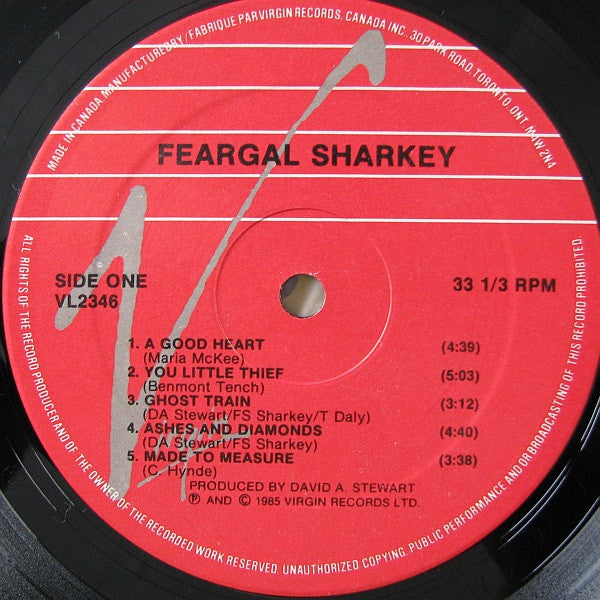 MADE IN CANADA. MANUFACTURED BY / FABRIQUE PAR VIRGIN RECORDS, CANADA INC. 30 PARK ROAD, TORONTO, ONT. M4W 2N4
FEARGAL SHARKEY
SIDE ONE
VL2346
33 1/3 RPM
1. A GOOD HEART (4:39)
(Maria McKee)
2. YOU LITTLE THIEF (5:03)
(Benmont Tench)
3. GHOST TRAIN (3:12)
(DA Stewart/FS Sharkey/T Daly)
4. ASHES AND DIAMONDS (4:40)
(DA Stewart/FS Sharkey)
5. MADE TO MEASURE (3:38)
(C. Hynde)
PRODUCED BY DAVID A. STEWART
℗ AND © 1985 VIRGIN RECORDS LTD.
ALL RIGHTS OF THE RECORD PRODUCER AND OF THE OWNER OF THE RECORDED WORK RESERVED. UNAUTHORIZED COPYING, PUBLIC PERFORMANCE AND/OR BROADCASTING OF THIS RECORD PROHIBITED.
Virgin